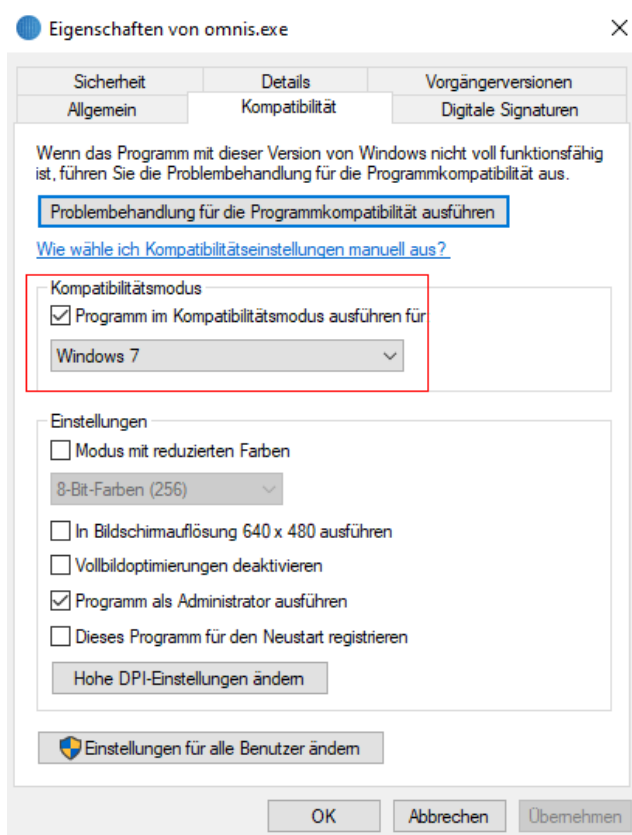 Eigenschaften von omnis.exe
Sicherheit
Details
Vorgängerversionen
Allgemein
Kompatibilität
Digitale Signaturen
Wenn das Programm mit dieser Version von Windows nicht voll funktionsfähig
ist, führen Sie die Problembehandlung für die Programmkompatibilität aus.
Problembehandlung für die Programmkompatibilität ausführen
Wie wähle ich Kompatibilitätseinstellungen manuell aus?
Kompatibilitätsmodus
Programm im Kompatibilitätsmodus ausführen für
Windows 7
Einstellungen
Modus mit reduzierten Farben
8-Bit-Farben (256)
In Bildschirmauflösung 640 x 480 ausführen
Vollbildoptimierungen deaktivieren
Programm als Administrator ausführen
Dieses Programm für den Neustart registrieren
Hohe DPI-Einstellungen ändern
Einstellungen für alle Benutzer ändern
OK
Abbrechen
Übernehmen